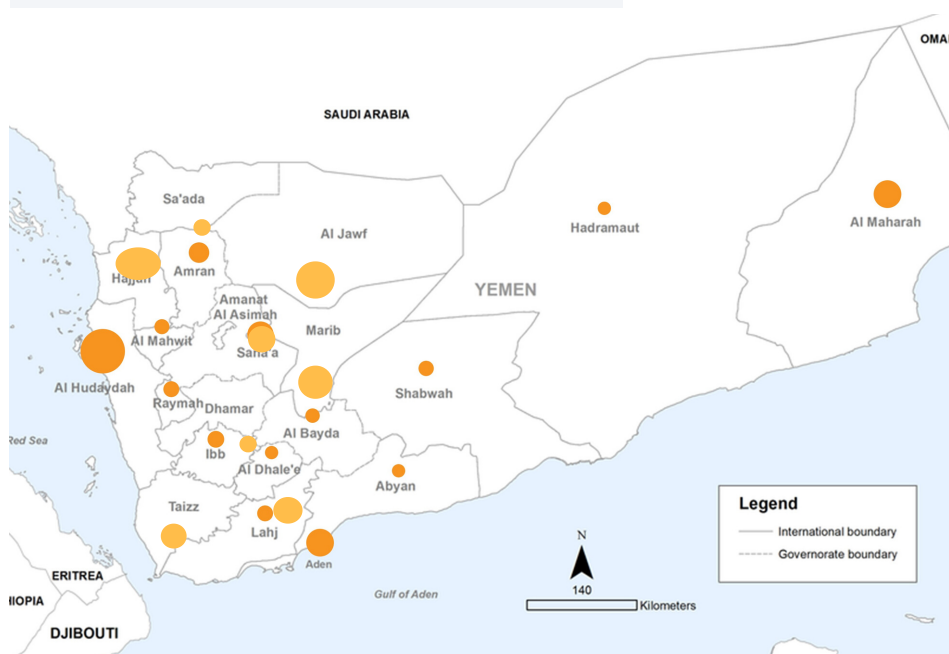 OMA
SAUDI ARABIA
Sa'ada
Al Maharah
Hadramaut
Al Jawf
Hajjah
Amran
YEMEN
Amanat
Al Asimah
Marib
Al Mahwit
Sana'a
Al Hudaydah
Shabwah
Raymah
Dhamar
Red Sea
Al Bayda
Ibb
Al Dhale'e
Abyan
Taizz
Lahj
Aden
Legend
International boundary
Governorate boundary
N
140
Kilometers
Gulf of Aden
ERITREA
HIOPIA
DJIBOUTI